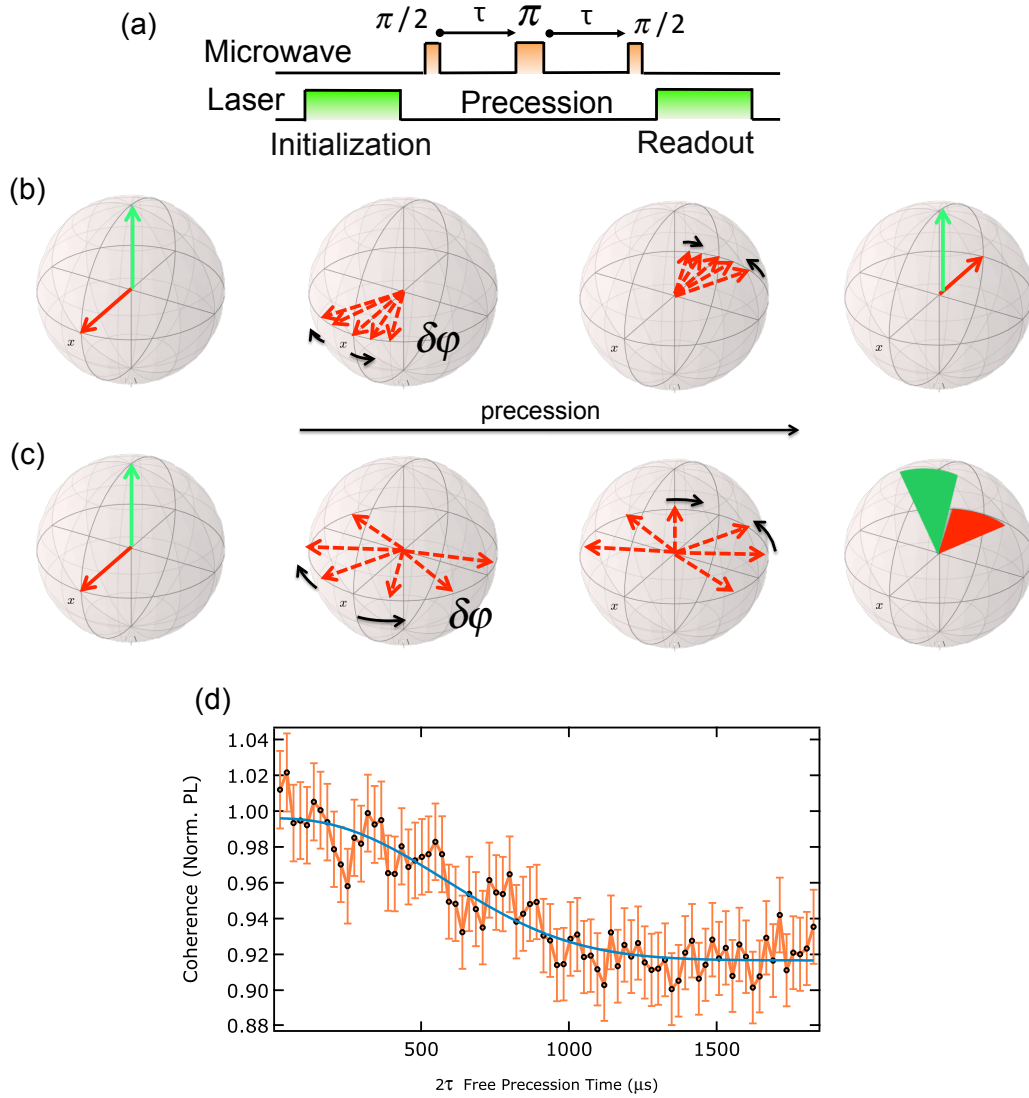 (a)
π/2 τ π τ π/2
Microwave
Laser Precession
Initialization Readout
(b)
x
x
δφ
x
x
precession
(c)
x
x
δφ
x
x
(d)
1.04
1.02
1.00
0.98
0.96
0.94
0.92
0.90
0.88
Coherence (Norm. PL)
500 1000 1500
2τ Free Precession Time (µs)